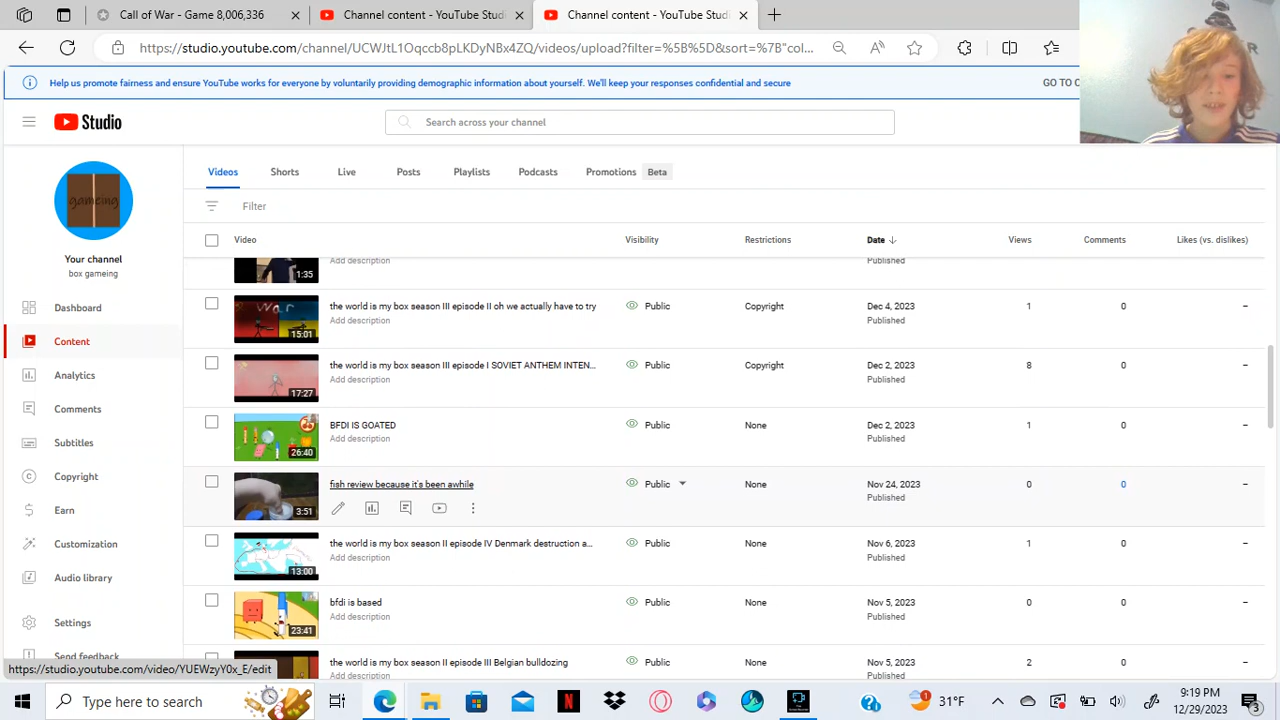 Car - War - Game 8,005,636...
Channel content - YouTube Studi
Channel content - YouTube Studi
https://studio.youtube.com/channel/UCWJtL1Oqccb8pLKDyNBx4ZQ/videos/upload?filter=%5B%5D&sort=%7B"col...
Help us promote fairness and ensure YouTube works for everyone by voluntarily providing demographic information about yourself. We'll keep your responses confidential and secure
GO TO
Studio
Search across your channel
Your channel
box gameing
gameing
Dashboard
Content
Analytics
Comments
Subtitles
Copyright
Earn
Customization
Audio library
Settings
Send feedback
Videos Shorts Live Posts Playlists Podcasts Promotions Beta
Filter
Video Visibility Restrictions Date Views Comments Likes (vs. dislikes)
1:35 Add description Published
the world is my box season III episode II oh we actually have to try Public Copyright Dec 4, 2023 1 0 –
war
15:01 Add description Published
the world is my box season III episode I SOVIET ANTHEM INTEN... Public Copyright Dec 2, 2023 8 0 –
17:27 Add description Published
BFDI IS GOATED Public None Dec 2, 2023 1 0 –
26:40 Add description Published
fish review because it's been awhile Public None Nov 24, 2023 0 0 –
3:51 Published
the world is my box season II episode IV Denmark destruction a... Public None Nov 6, 2023 1 0 –
13:00 Add description Published
bfdi is based Public None Nov 5, 2023 0 0 –
23:41 Add description Published
the world is my box season II episode III Belgian bulldozing Public None Nov 5, 2023 2 0 –
https://studio.youtube.com/video/YUEWzyY0x_E/edit
Type here to search
1
31°F
9:19 PM
12/29/2023
3